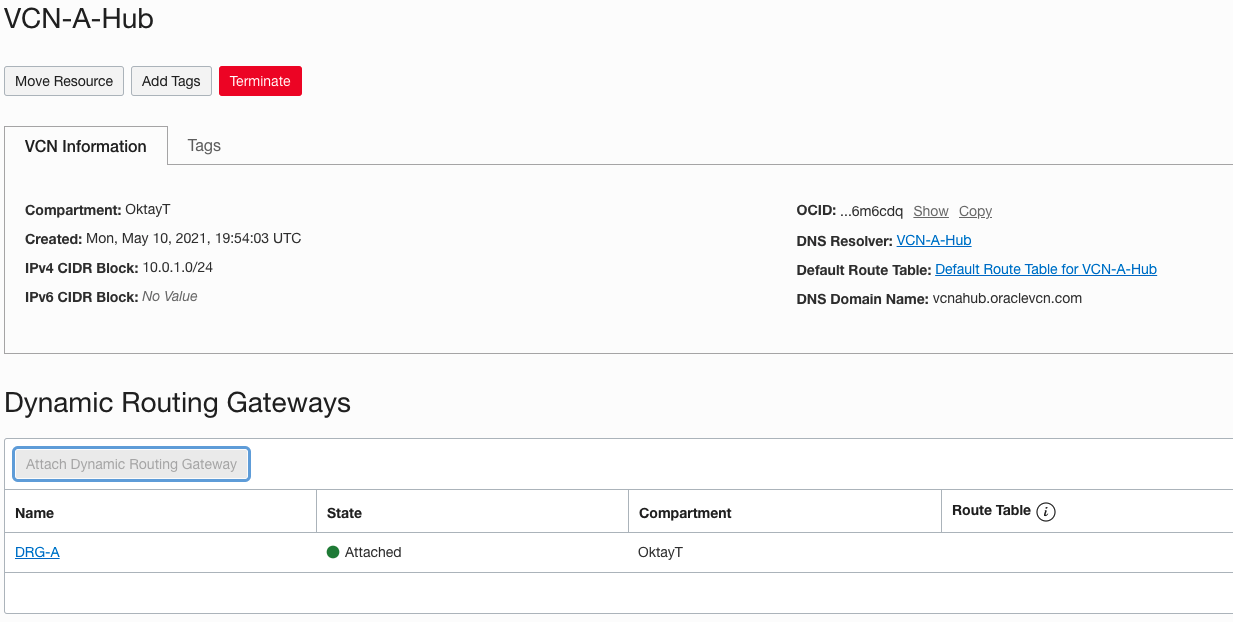 VCN-A-Hub
Move Resource Add Tags Terminate
VCN Information Tags
Compartment: OktayT
Created: Mon, May 10, 2021, 19:54:03 UTC
IPv4 CIDR Block: 10.0.1.0/24
IPv6 CIDR Block: No Value
OCID: ...6m6cdq Show Copy
DNS Resolver: VCN-A-Hub
Default Route Table: Default Route Table for VCN-A-Hub
DNS Domain Name: vcnahub.oraclevcn.com
Dynamic Routing Gateways
Attach Dynamic Routing Gateway
Name State Compartment Route Table i
DRG-A Attached OktayT